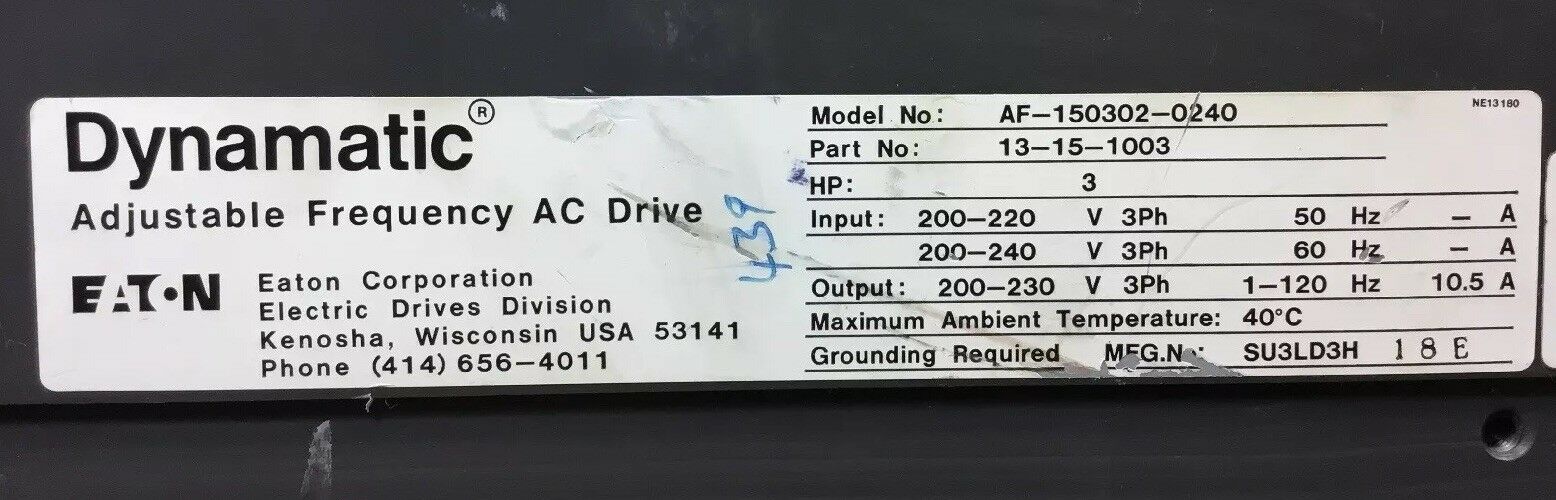 Dynamatic®
Adjustable Frequency AC Drive
EATON
Eaton Corporation
Electric Drives Division
Kenosha, Wisconsin USA 53141
Phone (414) 656-4011
439
NE13180
Model No: AF-150302-0240
Part No: 13-15-1003
HP: 3
Input: 200-220 V 3Ph 50 Hz - A
200-240 V 3Ph 60 Hz - A
Output: 200-230 V 3Ph 1-120 Hz 10.5 A
Maximum Ambient Temperature: 40°C
Grounding Required MFG.No: SU3LD3H 18E